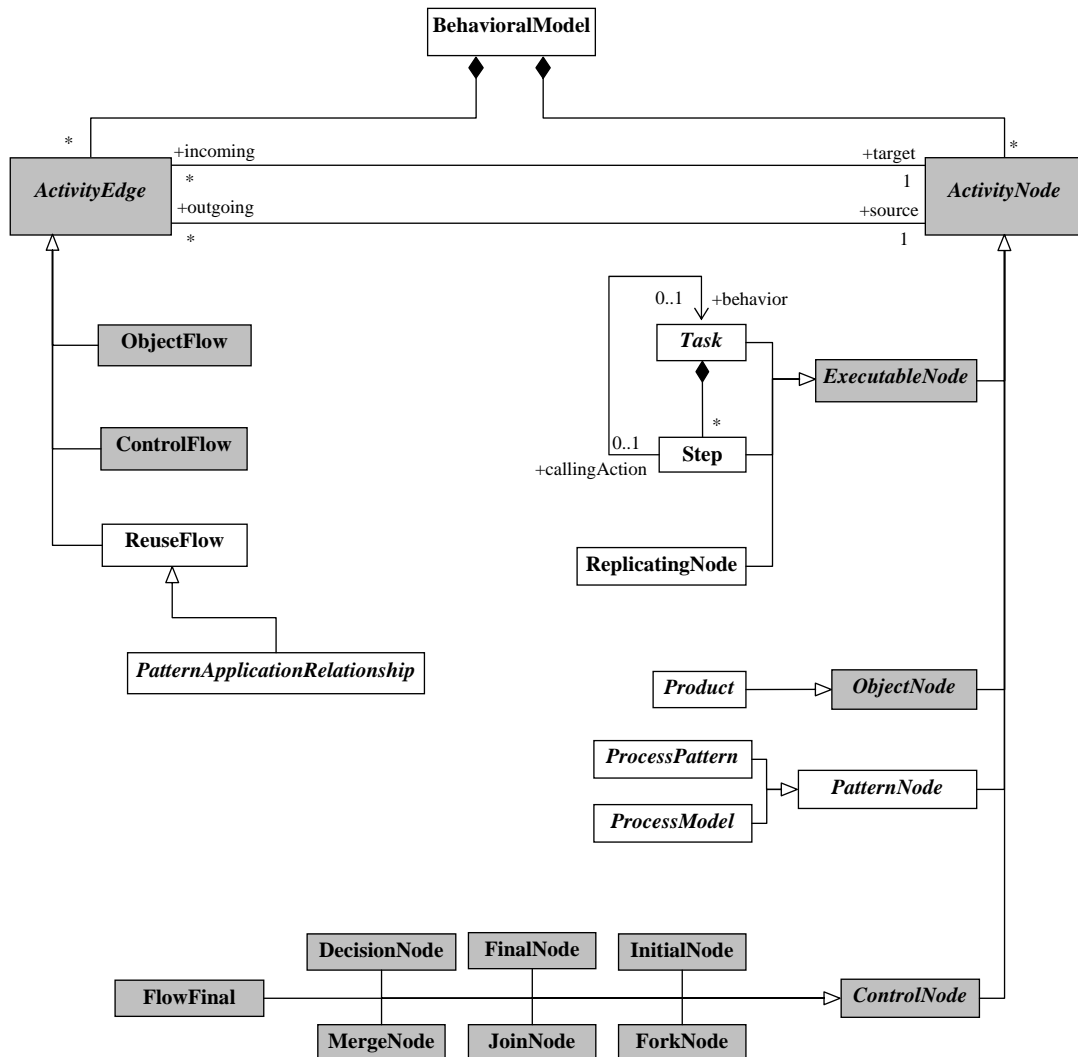 BehavioralModel
*
*
+incoming
+target
*
1
ActivityEdge
ActivityNode
+outgoing
+source
*
1
0..1
+behavior
ObjectFlow
Task
ExecutableNode
*
ControlFlow
0..1
Step
+callingAction
ReuseFlow
ReplicatingNode
PatternApplicationRelationship
Product
ObjectNode
ProcessPattern
PatternNode
ProcessModel
DecisionNode
FinalNode
InitialNode
FlowFinal
ControlNode
MergeNode
JoinNode
ForkNode